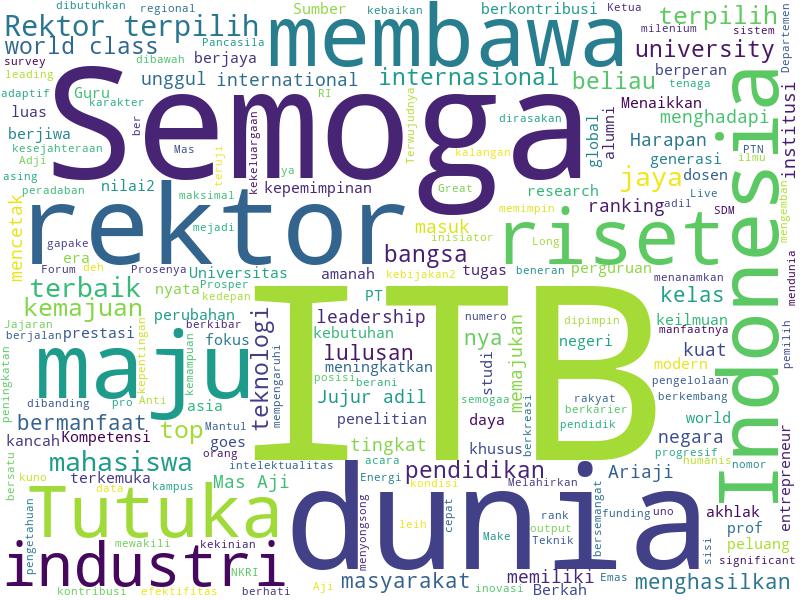 dibutuhkan regional Sumber kebaikan Ketua
berkontribusi milenium sistem
Rektor terpilih membawa terpilih
Pancasila
world class dibawah berjaya university
survey
leading unggul international internasional beliau berperan
adaptif Guru RI tenaga
karakter Menaikkan
luas Semoga menghadapi
ber dirasakan
berjiwa Harapan PTN
kesejahteraan Mas kalangan generasi ilmu
Adji ya
asing nilai2 kepemimpinan Great research jaya dosen
peradaban Live
maksimal memimpin ranking adil SDM
rektor masuk riset
mejadi inisiator Long
gapake bangsa
era kebijakan2 beneran perguruan
Forum deh Prosenya Universitas amanah tugas menanamkan
terbaik nyata Prosper PT kelas
kedepan numero manfaatnya
kemajuan perubahan leadership keilmuan
Jajaran berkibar kebutuhan nya dipimpin
berjalan prestasi fokus negeri kuat
maju ITB
lulusan
asia meningkatkan modern
posisi pengelolaan
dibanding pro Anti berani semogaa rakyat berkembang
Jujur adil berkarier
bermanfaat Mantul penelitian daya pendidik world
kancah Kompetensi top goes khusus negara
orang tingkat progresif
mahasiswa intelektualitas acara humanis
pendidikan nomor
terkemuka Energi Ariaji
kuno Mas Aji kondisi Melahirkan
data kampus
Tutuka dunia
leih rank funding uno akhlak
output prof
mewakili kekinian Make Teknik peluang
industri
significant
NKRI masyarakat memiliki Emas
kontribusi efektifitas berhati Aji inovasi Berkah menghasilkan
Indonesia
Departemen
institusi
mengemban
mendunia
pemilih
entrepreneur
global
alumni
Terwujudnya
kekeluargaan
teruji
mencetak
teknologi
mempengaruhi
kepentingan
kemampuan
peningkatan
bersatu
pengetahuan
memajukan
studi
berkreasi
menyongsong
cepat
bersemangat
sisi